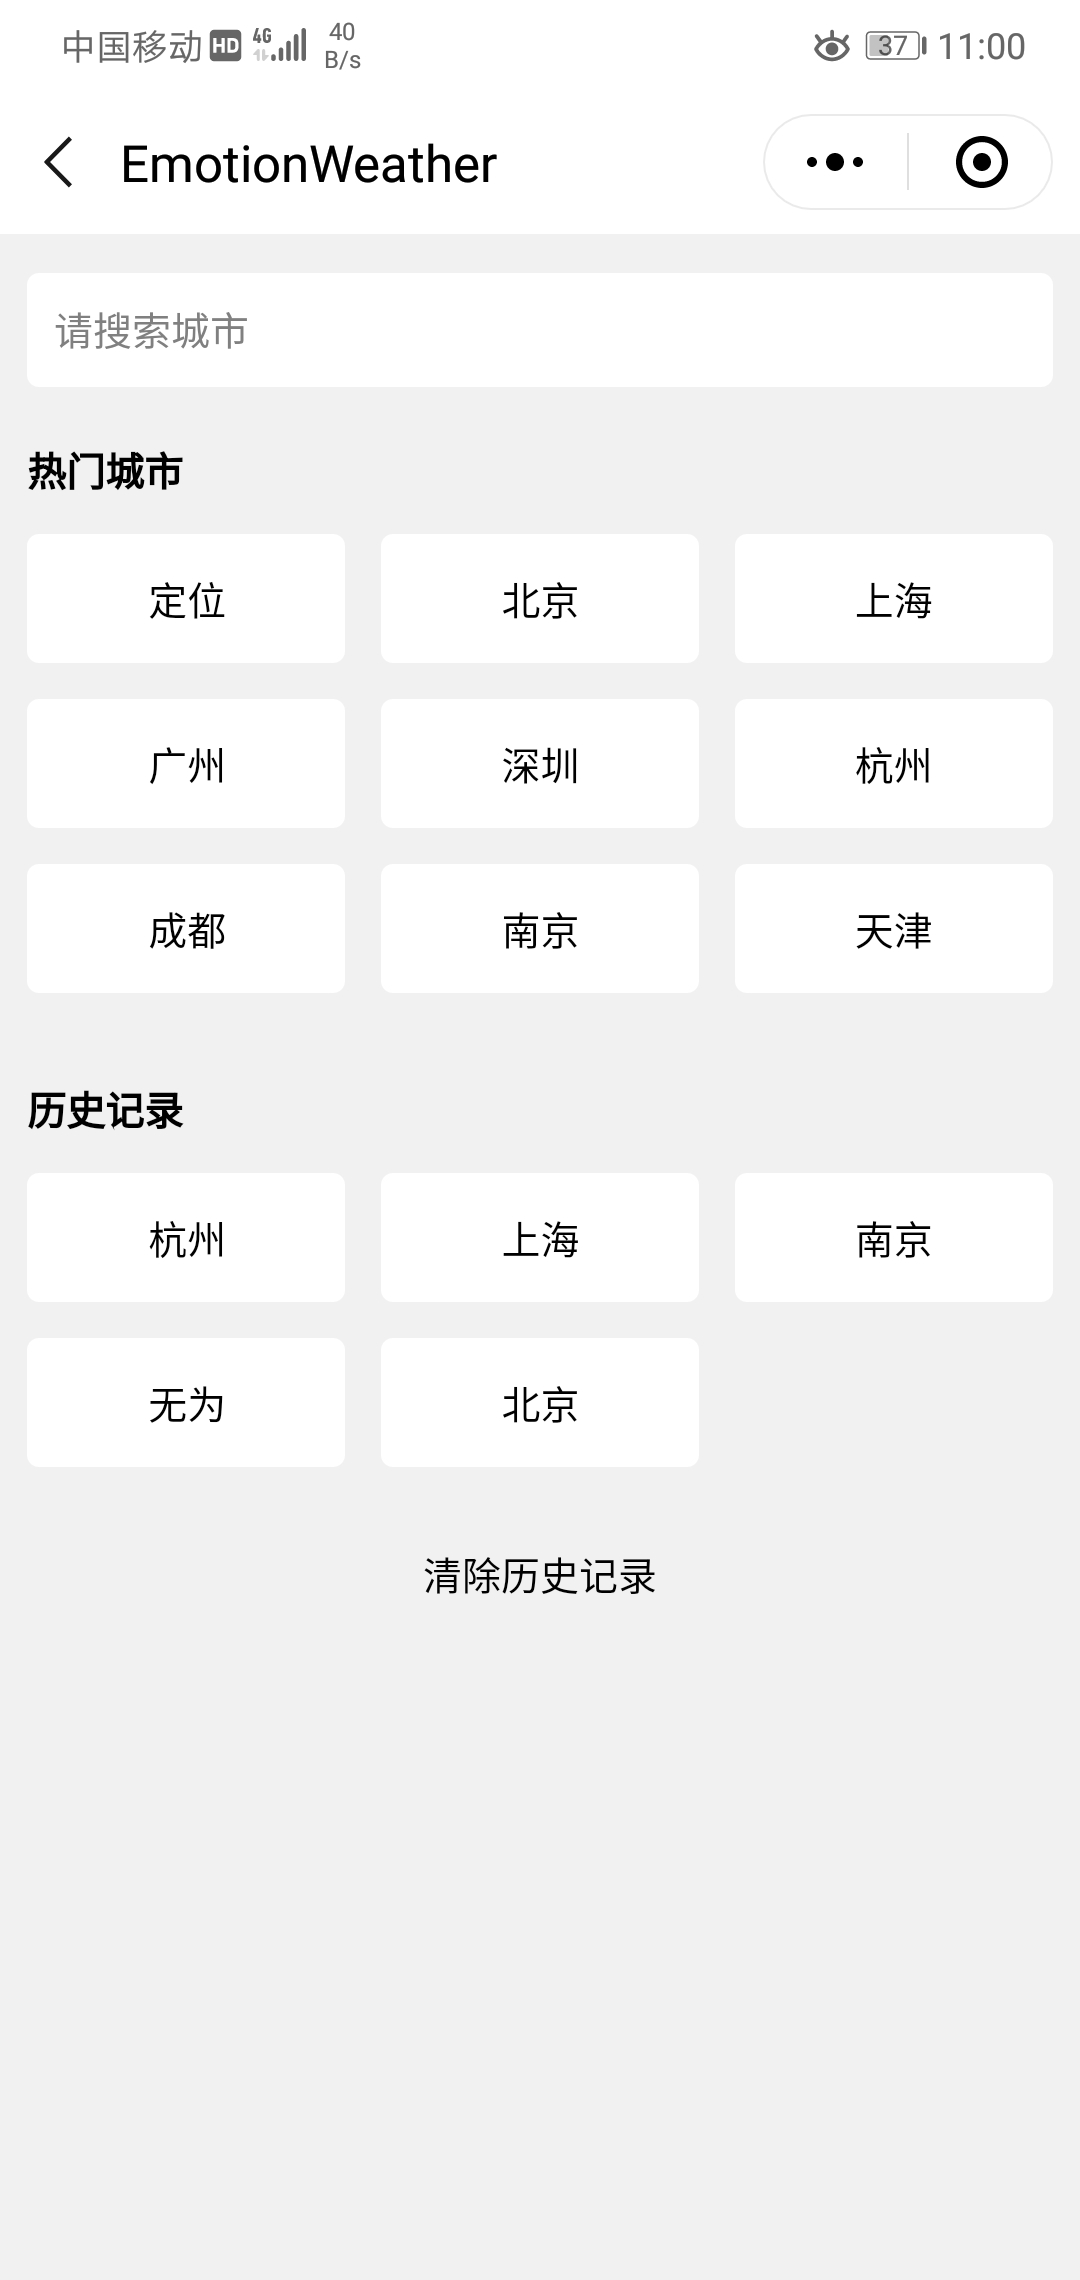 中国移动 HD 4G 40 B/s 37 11:00
EmotionWeather
请搜索城市
热门城市
定位 北京 上海
广州 深圳 杭州
成都 南京 天津
历史记录
杭州 上海 南京
无为 北京
清除历史记录